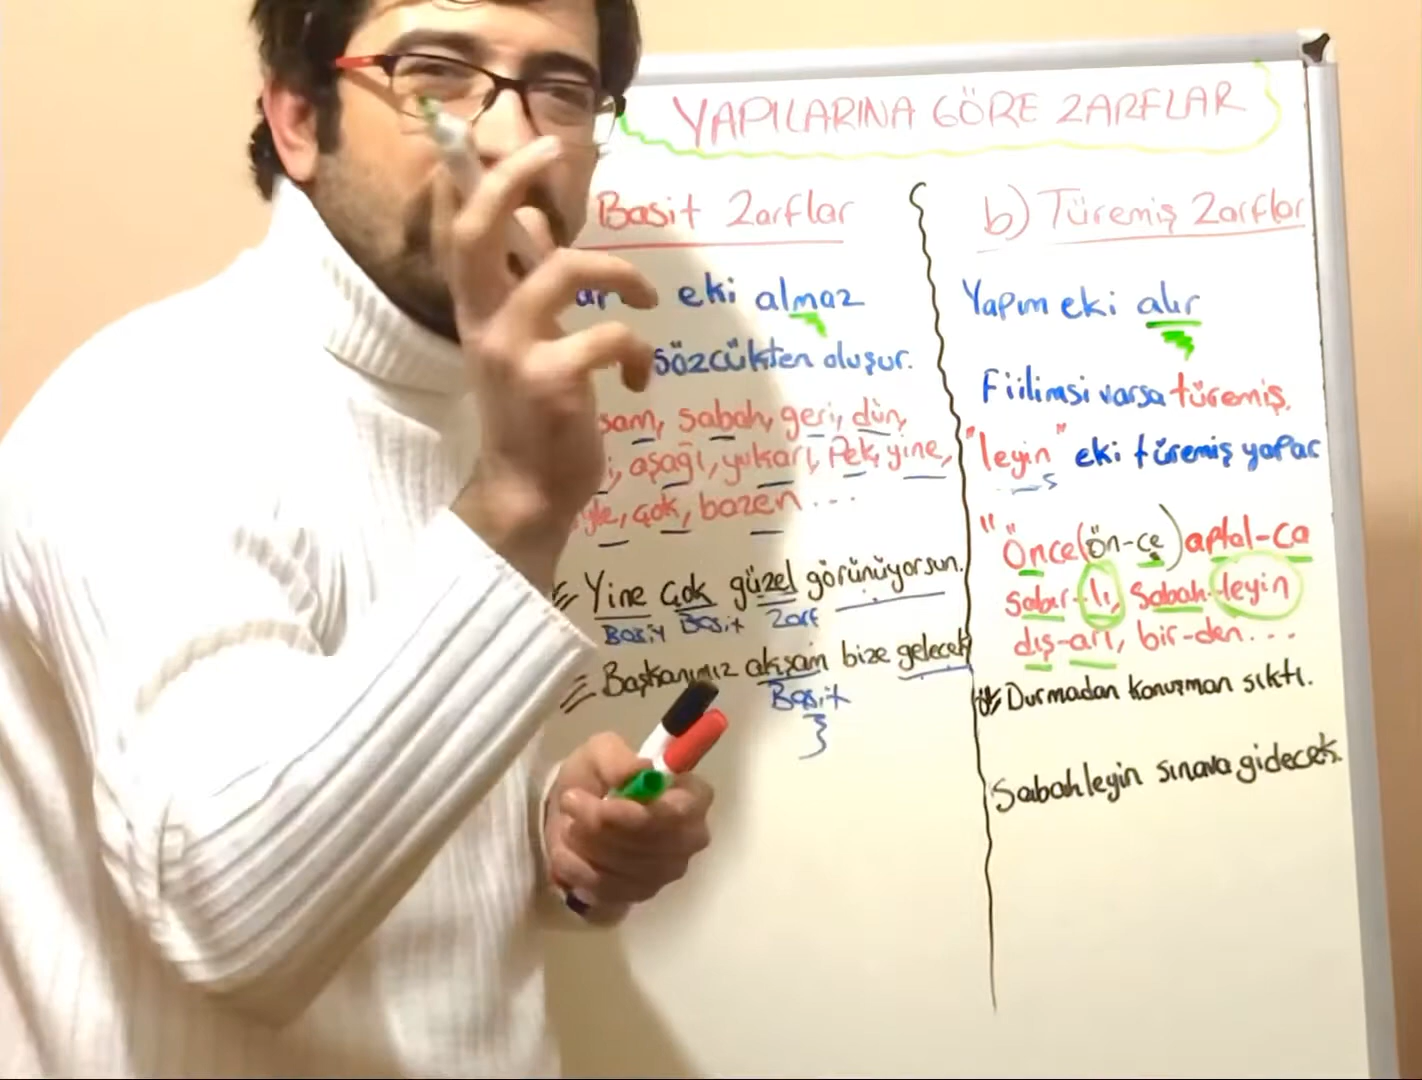 YAPILARINA GÖRE ZARFLAR
Basit Zarflar
eki almaz
sözcükten oluşur.
sabah, geri, dün,
aşağı, yukarı, Pek, yine,
çok, bazen ...
Yine çok güzel görünüyorsun.
Basit Basit Zarf
Başkanımız akşam bize gelecek
Basit
b) Türemiş Zarflar
Yapım eki alır
Fiilimsi varsa türemiş.
"leyin" eki türemiş yapar
" Önce(ön-ce) aptal-ca
sabır-lı, Sabah-leyin
dış-arı, bir-den...
Durmadan konuşman sıktı.
Sabahleyin sınava gidecek.